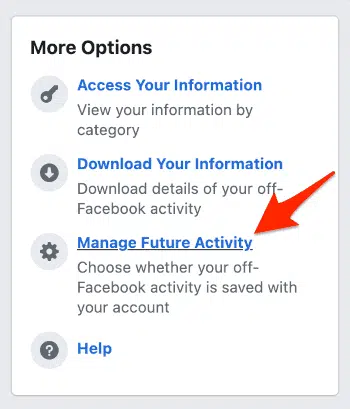 More Options
Access Your Information
View your information by
category
Download Your Information
Download details of your off-
Facebook activity
Manage Future Activity
Choose whether your off-
Facebook activity is saved with
your account
Help